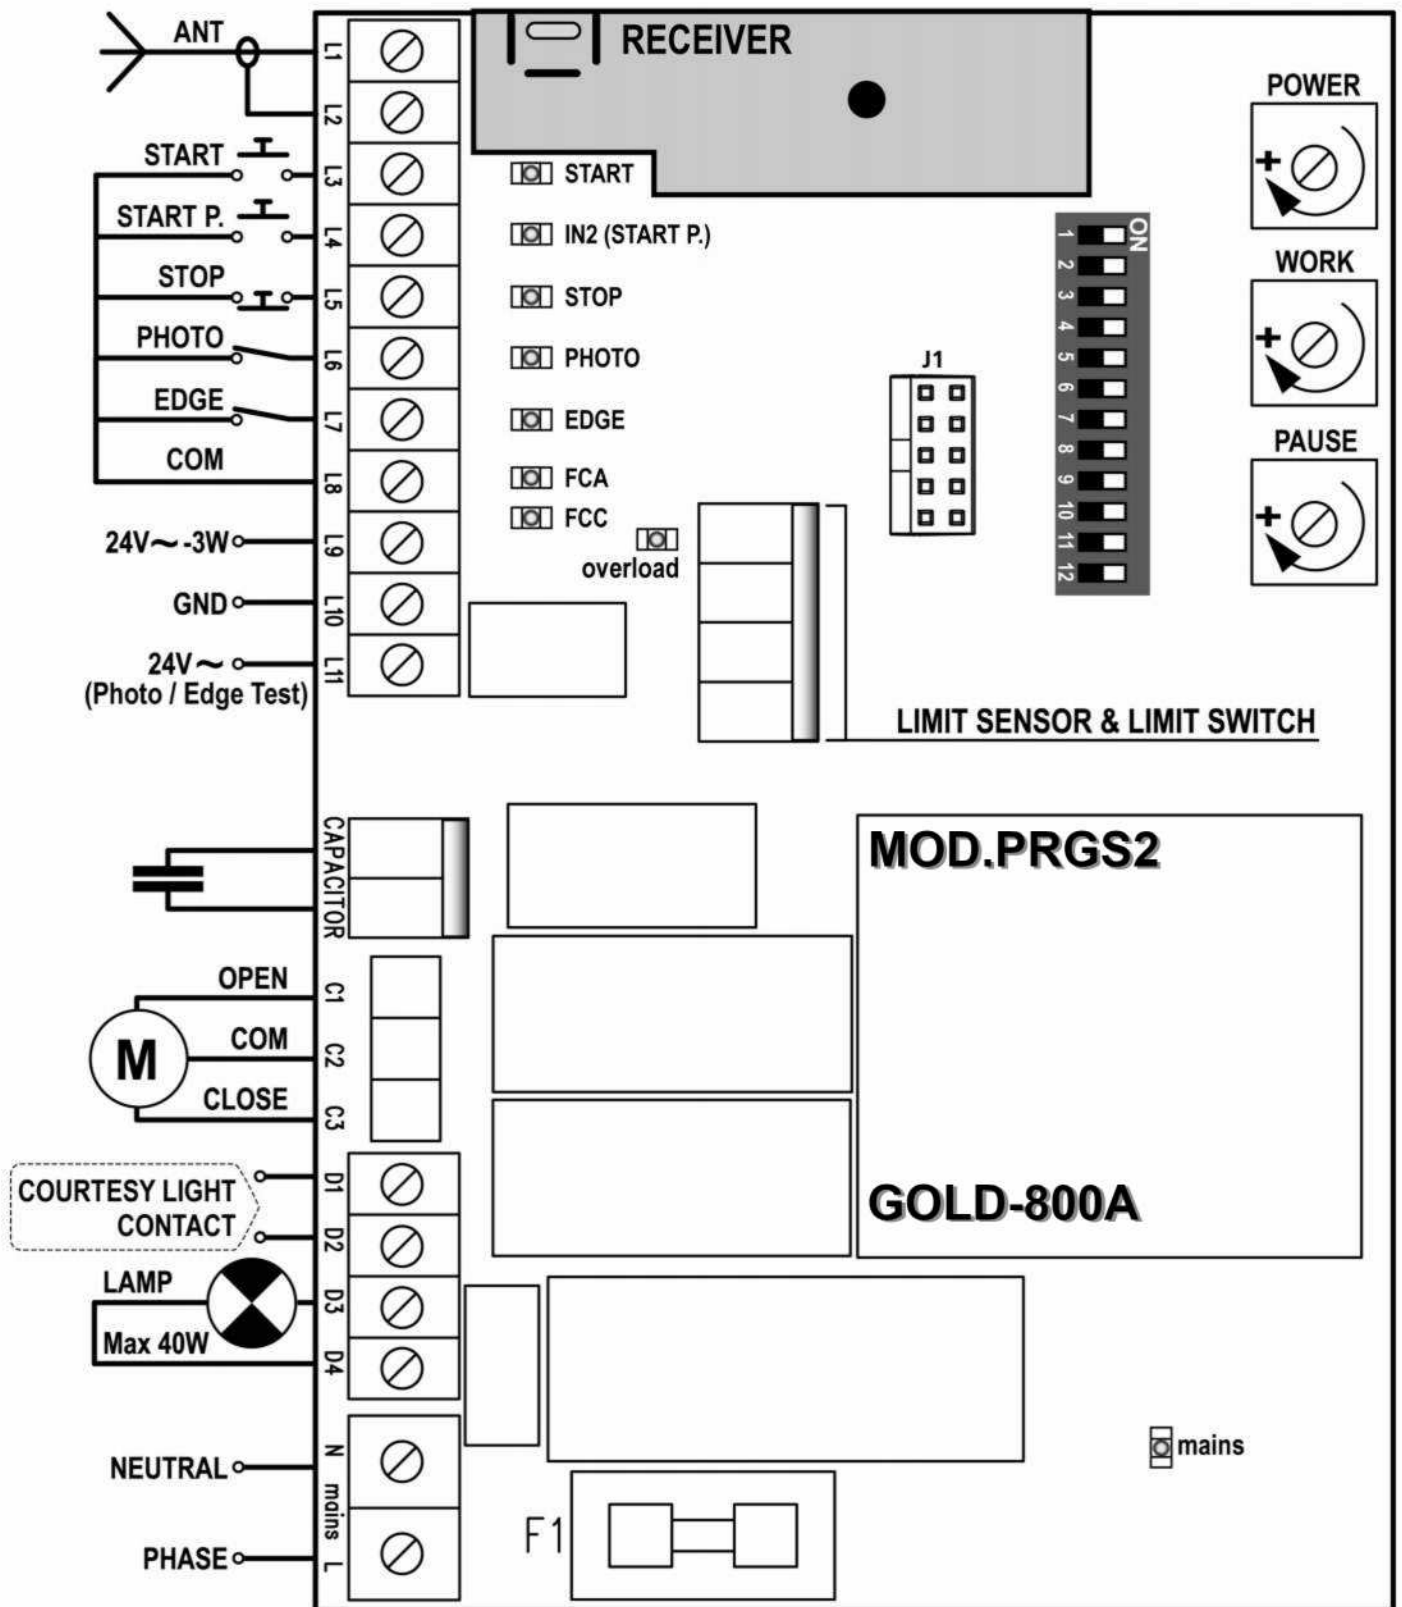 ANT
L1
L2
RECEIVER
START
L3
START P.
L4
STOP
L5
PHOTO
L6
EDGE
L7
COM
L8
24V~ -3W
L9
GND
L10
24V~
(Photo / Edge Test)
L11
START
IN2 (START P.)
STOP
PHOTO
EDGE
FCA
FCC
overload
J1
ON
1
2
3
4
5
6
7
8
9
10
11
12
POWER
+
WORK
+
PAUSE
+
LIMIT SENSOR & LIMIT SWITCH
CAPACITOR
MOD.PRGS2
GOLD-800A
OPEN
C1
M
COM
C2
CLOSE
C3
COURTESY LIGHT
CONTACT
D1
D2
LAMP
D3
Max 40W
D4
NEUTRAL
N
mains
PHASE
L
F1
mains